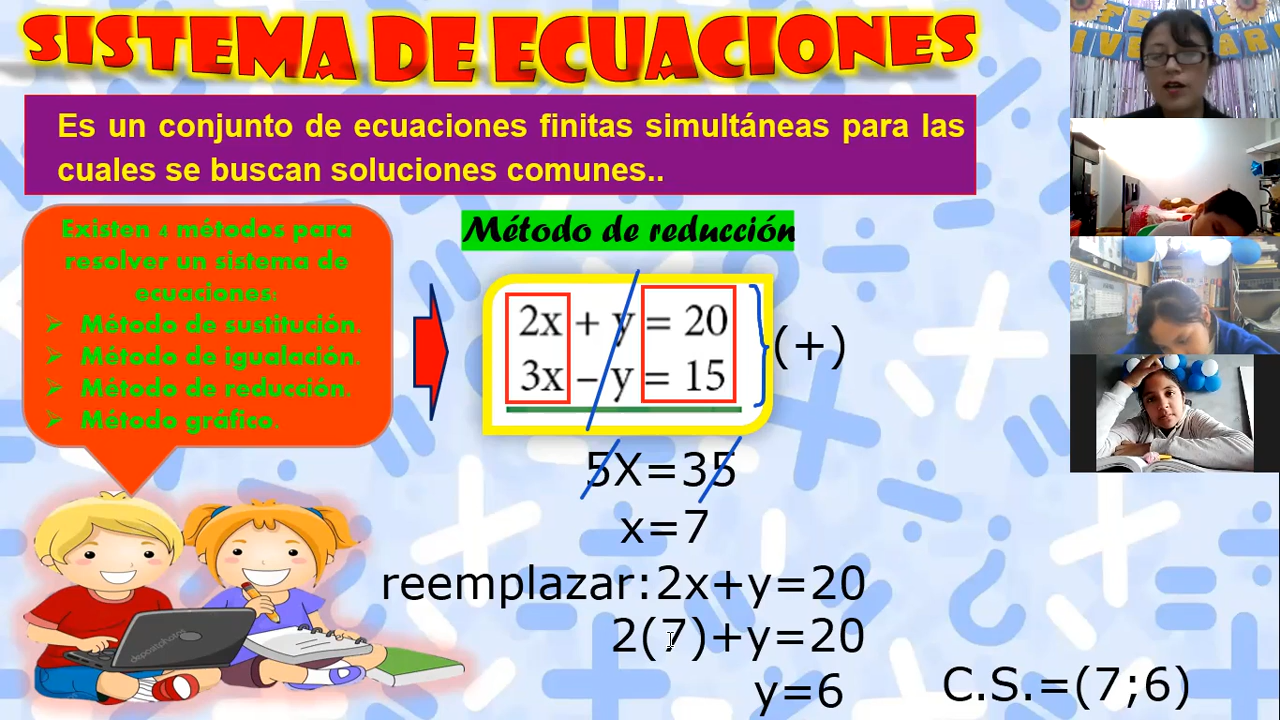 SISTEMA DE ECUACIONES
Es un conjunto de ecuaciones finitas simultáneas para las
cuales se buscan soluciones comunes..
Existen 4 métodos para
resolver un sistema de
ecuaciones:
➢ Método de sustitución.
➢ Método de igualación.
➢ Método de reducción.
➢ Método gráfico.
Método de reducción
2x + y = 20
3x – y = 15
(+)
5X=35
x=7
reemplazar:2x+y=20
2(7)+y=20
y=6
C.S.=(7;6)
depositphotos